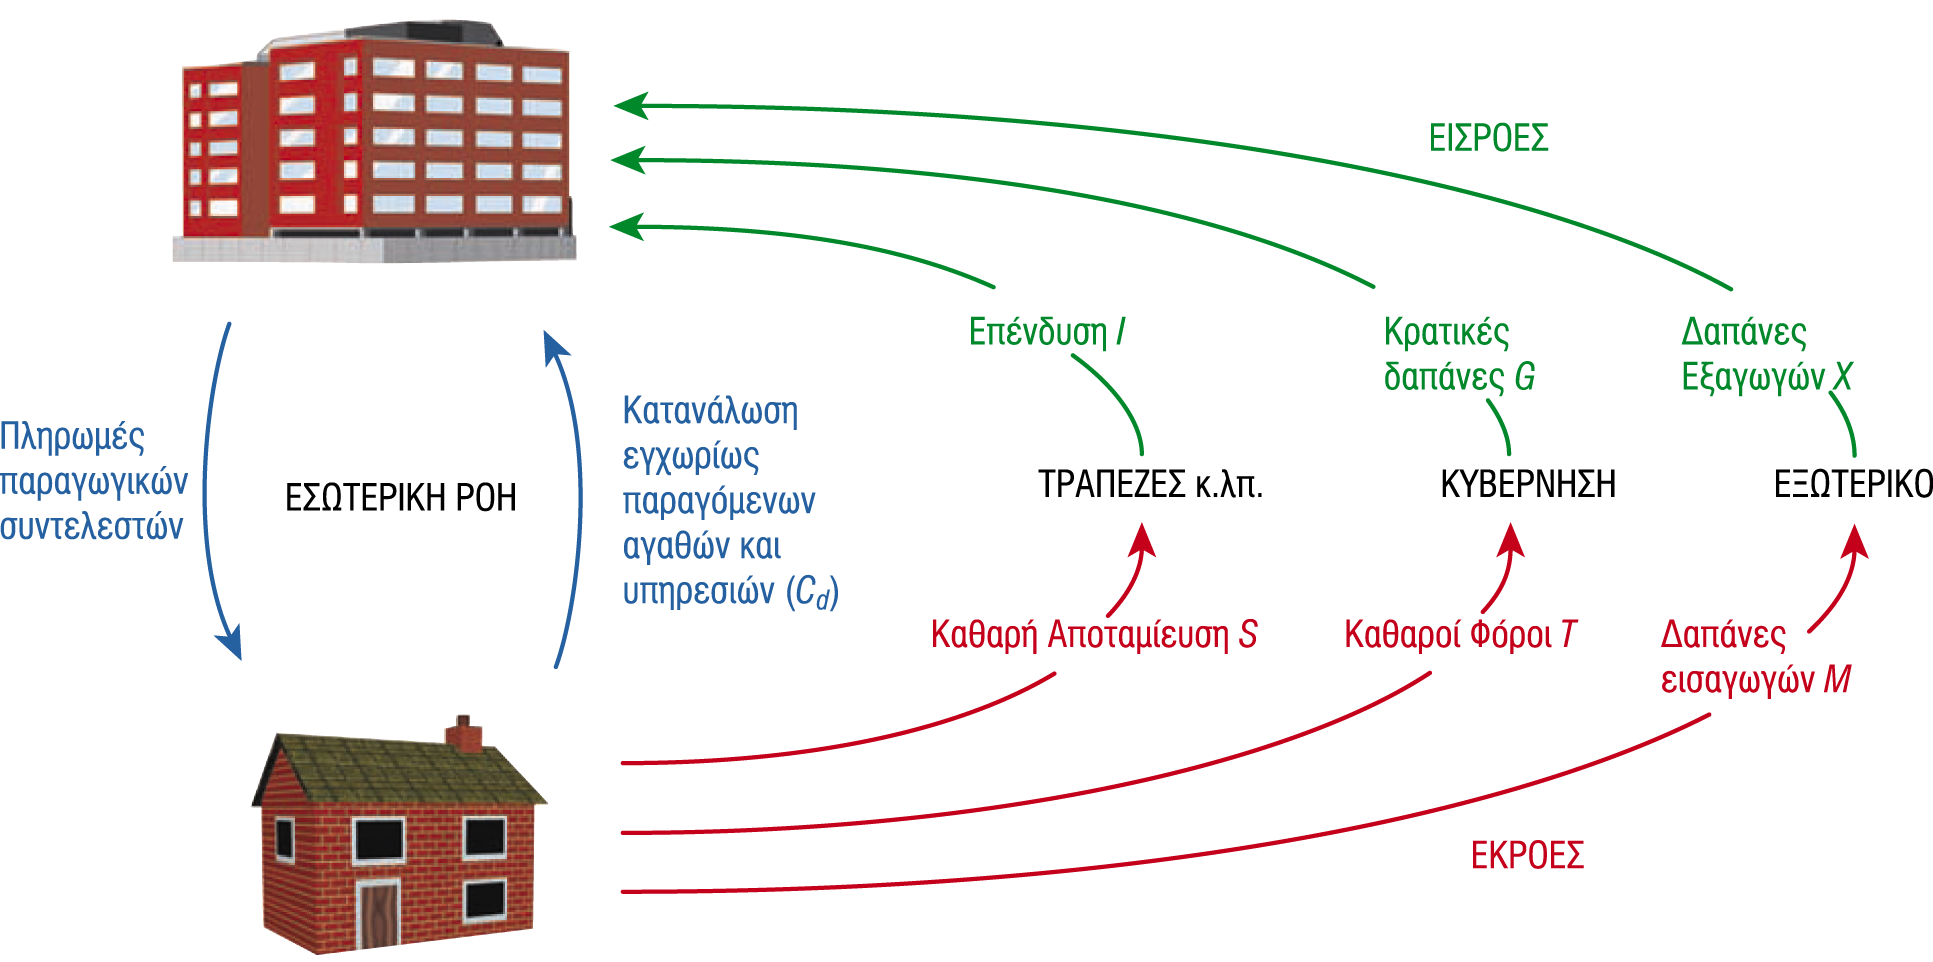 ΕΙΣΡΟΕΣ
Επένδυση I
Κρατικές
δαπάνες G
Δαπάνες
Εξαγωγών X
Πληρωμές
παραγωγικών
συντελεστών
ΕΣΩΤΕΡΙΚΗ ΡΟΗ
Κατανάλωση
εγχωρίως
παραγόμενων
αγαθών και
υπηρεσιών (Cd)
ΤΡΑΠΕΖΕΣ κ.λπ.
ΚΥΒΕΡΝΗΣΗ
ΕΞΩΤΕΡΙΚΟ
Καθαρή Αποταμίευση S
Καθαροί Φόροι T
Δαπάνες
εισαγωγών M
ΕΚΡΟΕΣ